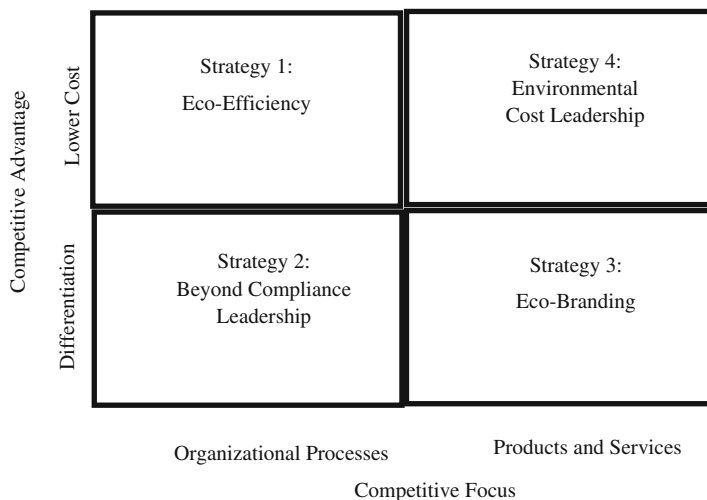 Competitive Advantage
Lower Cost
Strategy 1:
Eco-Efficiency
Strategy 4:
Environmental
Cost Leadership
Differentiation
Strategy 2:
Beyond Compliance
Leadership
Strategy 3:
Eco-Branding
Organizational Processes
Products and Services
Competitive Focus